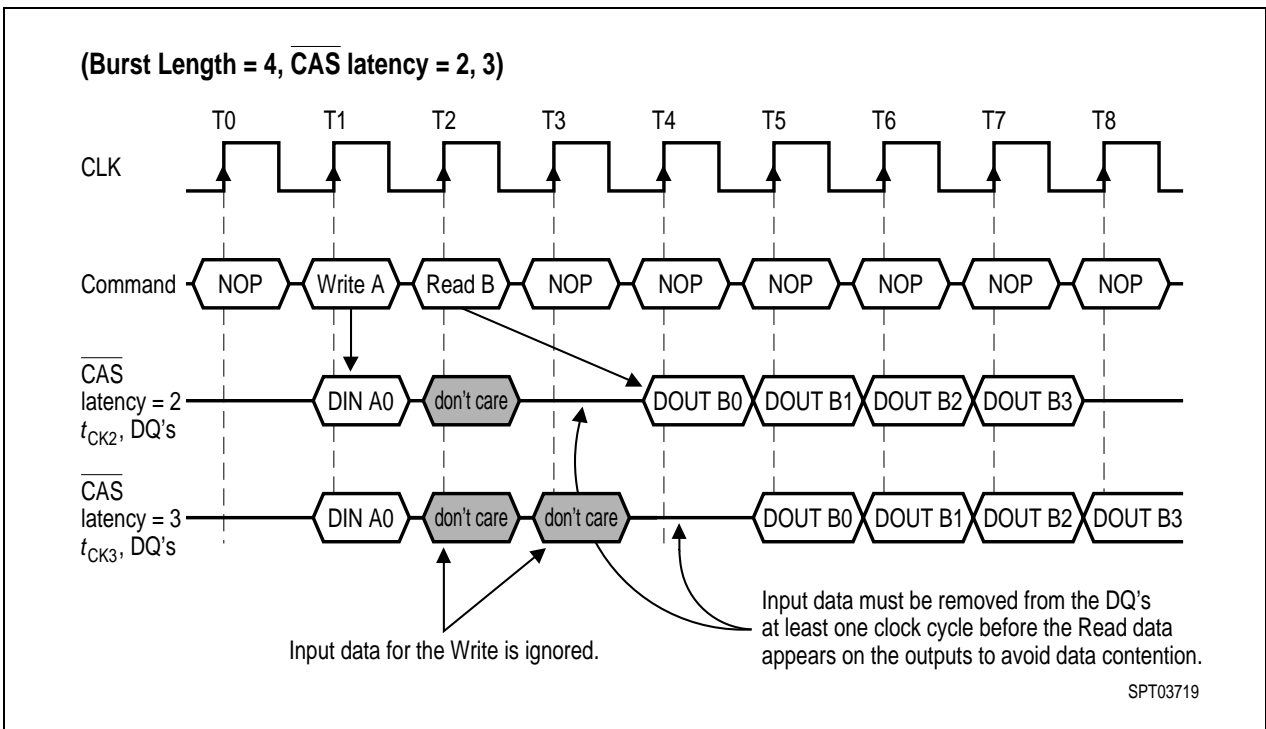 (Burst Length = 4, CAS latency = 2, 3)
T0 T1 T2 T3 T4 T5 T6 T7 T8
CLK
Command NOP Write A Read B NOP NOP NOP NOP NOP NOP
CAS
latency = 2
tCK2, DQ's
DIN A0 don't care DOUT B0 DOUT B1 DOUT B2 DOUT B3
CAS
latency = 3
tCK3, DQ's
DIN A0 don't care don't care DOUT B0 DOUT B1 DOUT B2 DOUT B3
Input data for the Write is ignored.
Input data must be removed from the DQ's
at least one clock cycle before the Read data
appears on the outputs to avoid data contention.
SPT03719